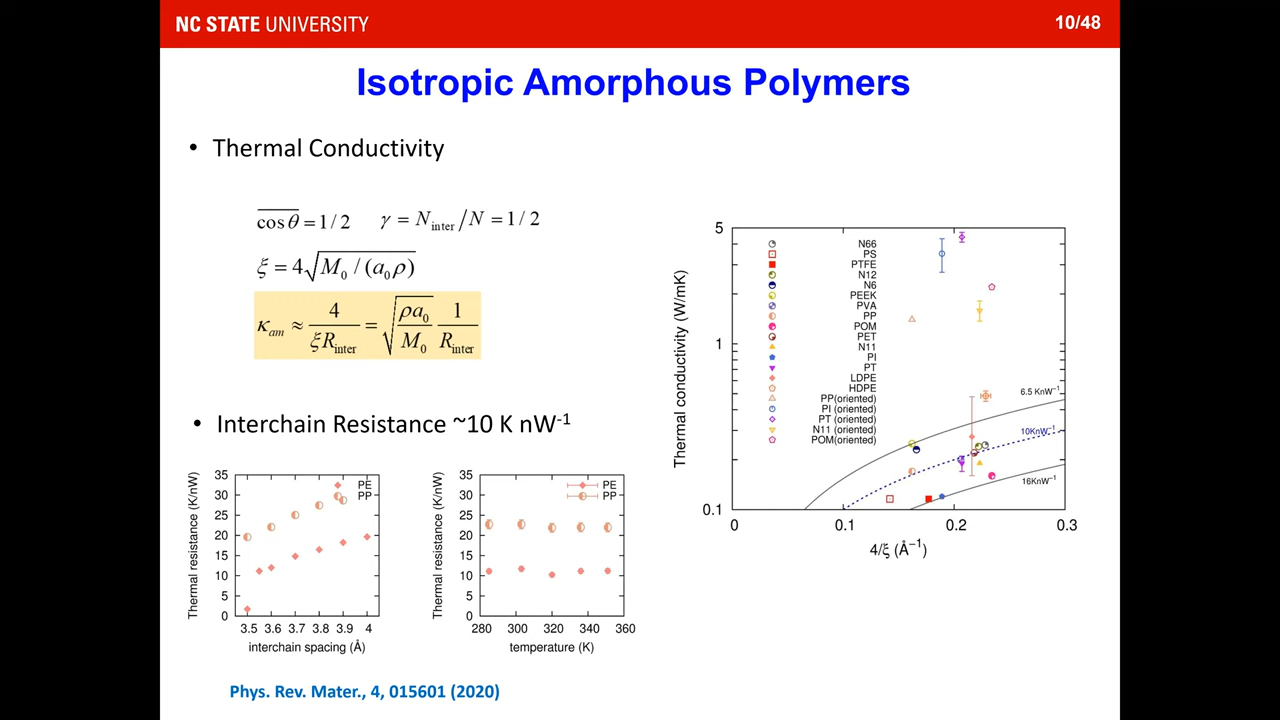 NC STATE UNIVERSITY
10/48
Isotropic Amorphous Polymers
• Thermal Conductivity
cos θ = 1/2 γ = N_inter/N = 1/2
ξ = 4√M₀ / (a₀ρ)
κ_am ≈ 4/(ξR_inter) = √(ρa₀/M₀) 1/R_inter
• Interchain Resistance ~10 K nW⁻¹
Thermal resistance (K/nW)
35
30
25
20
15
10
5
0
PE
PP
3.5 3.6 3.7 3.8 3.9 4
interchain spacing (Å)
Thermal resistance (K/nW)
35
30
25
20
15
10
5
0
PE
PP
280 300 320 340 360
temperature (K)
Thermal conductivity (W/mK)
5
1
0.1
N66
PS
PTFE
N12
N6
PEEK
PVA
PP
POM
PET
N11
PI
PT
LDPE
HDPE
PP(oriented)
PI (oriented)
PT (oriented)
N11 (oriented)
POM(oriented)
6.5 KnW⁻¹
10KnW⁻¹
16KnW⁻¹
0 0.1 0.2 0.3
4/ξ (Å⁻¹)
Phys. Rev. Mater., 4, 015601 (2020)